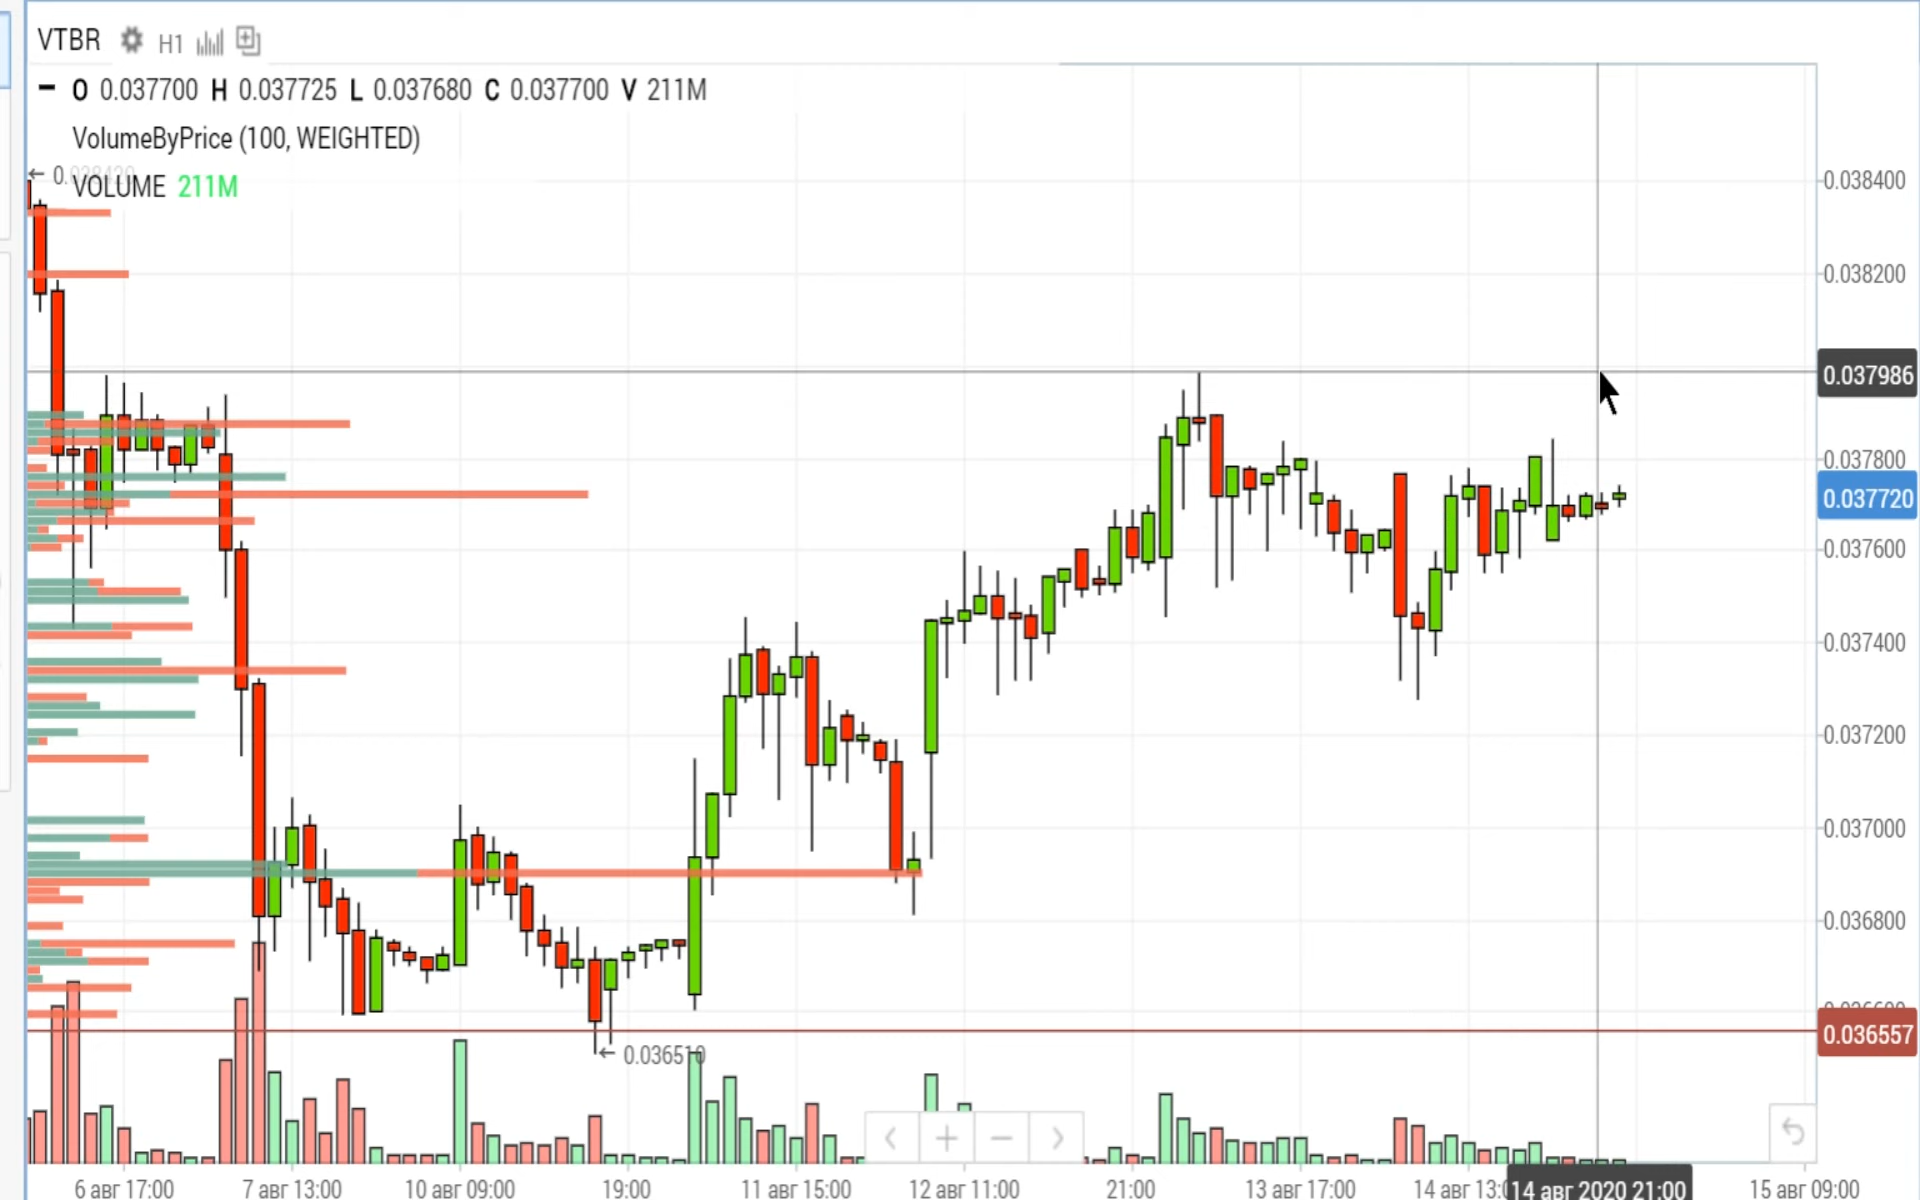 VTBR H1
O 0.037700 H 0.037725 L 0.037680 C 0.037700 V 211M
VolumeByPrice (100, WEIGHTED)
VOLUME 211M
0.038400
0.038200
0.037986
0.037800
0.037720
0.037600
0.037400
0.037200
0.037000
0.036800
0.036557
0.036510
6 авг 17:00
7 авг 13:00
10 авг 09:00
19:00
11 авг 15:00
12 авг 11:00
21:00
13 авг 17:00
14 авг 13:
14 авг 2020 21:00
15 авг 09:00